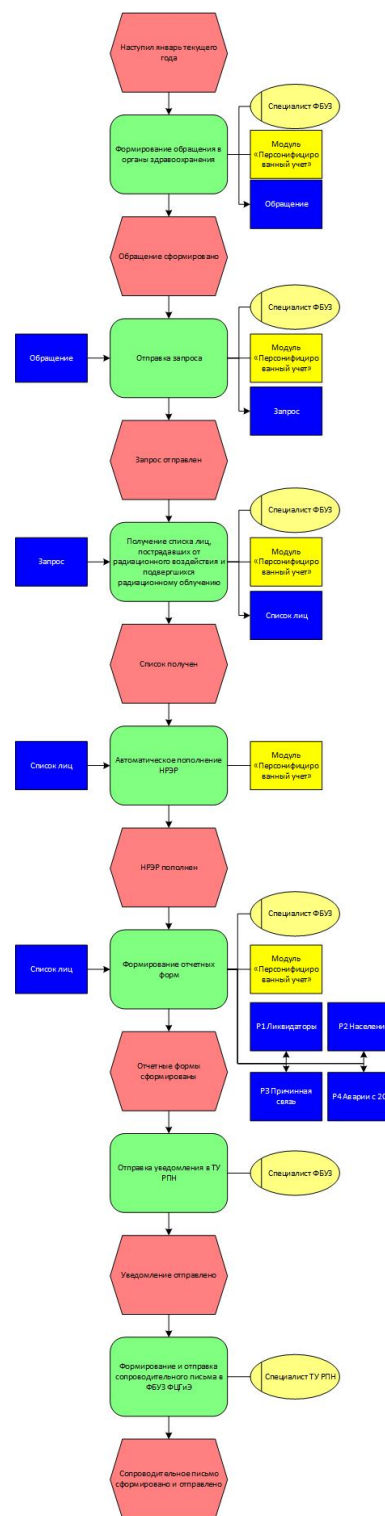 Наступил январь текущего
года
Специалист ФБУЗ
Формирование обращения в
органы здравоохранения
Модуль
«Персонифициро
ванный учет»
Обращение
Обращение сформировано
Специалист ФБУЗ
Обращение
Отправка запроса
Модуль
«Персонифициро
ванный учет»
Запрос
Запрос отправлен
Специалист ФБУЗ
Запрос
Получение списка лиц,
пострадавших от
радиационного воздействия и
подвергшихся
радиационному облучению
Модуль
«Персонифициро
ванный учет»
Список лиц
Список получен
Список лиц
Автоматическое пополнение
НРЭР
Модуль
«Персонифициро
ванный учет»
НРЭР пополнен
Специалист ФБУЗ
Список лиц
Формирование отчетных
форм
Модуль
«Персонифициро
ванный учет»
Р1 Ликвидаторы
Р2 Население
Отчетные формы
сформированы
Р3 Причинная
связь
Р4 Аварии с 20
Отправка уведомления в ТУ
РПН
Специалист ФБУЗ
Уведомление отправлено
Формирование и отправка
сопроводительного письма в
ФБУЗ ФЦГиЭ
Специалист ТУ РПН
Сопроводительное письмо
сформировано и отправлено